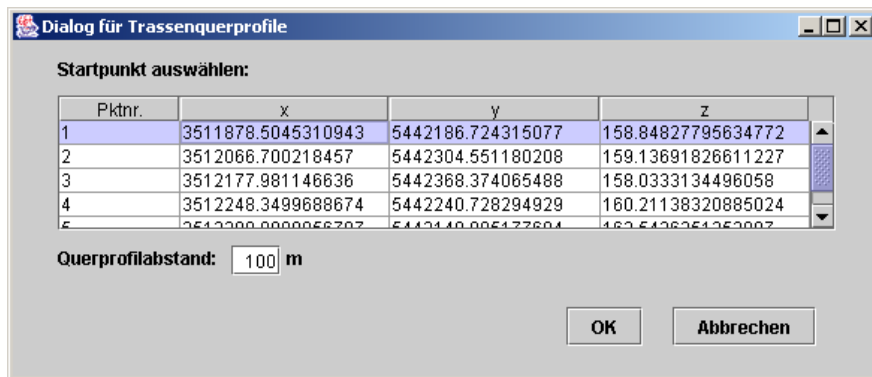 Dialog für Trassenquerprofile
Startpunkt auswählen:
Pktnr. x y z
1 3511878.5045310943 5442186.724315077 158.84827795634772
2 3512066.700218457 5442304.551180208 159.13691826611227
3 3512177.981146636 5442368.374065488 158.0333134496058
4 3512248.3499688674 5442240.728294929 160.21138320885024
5
Querprofilabstand: 100 m
OK Abbrechen